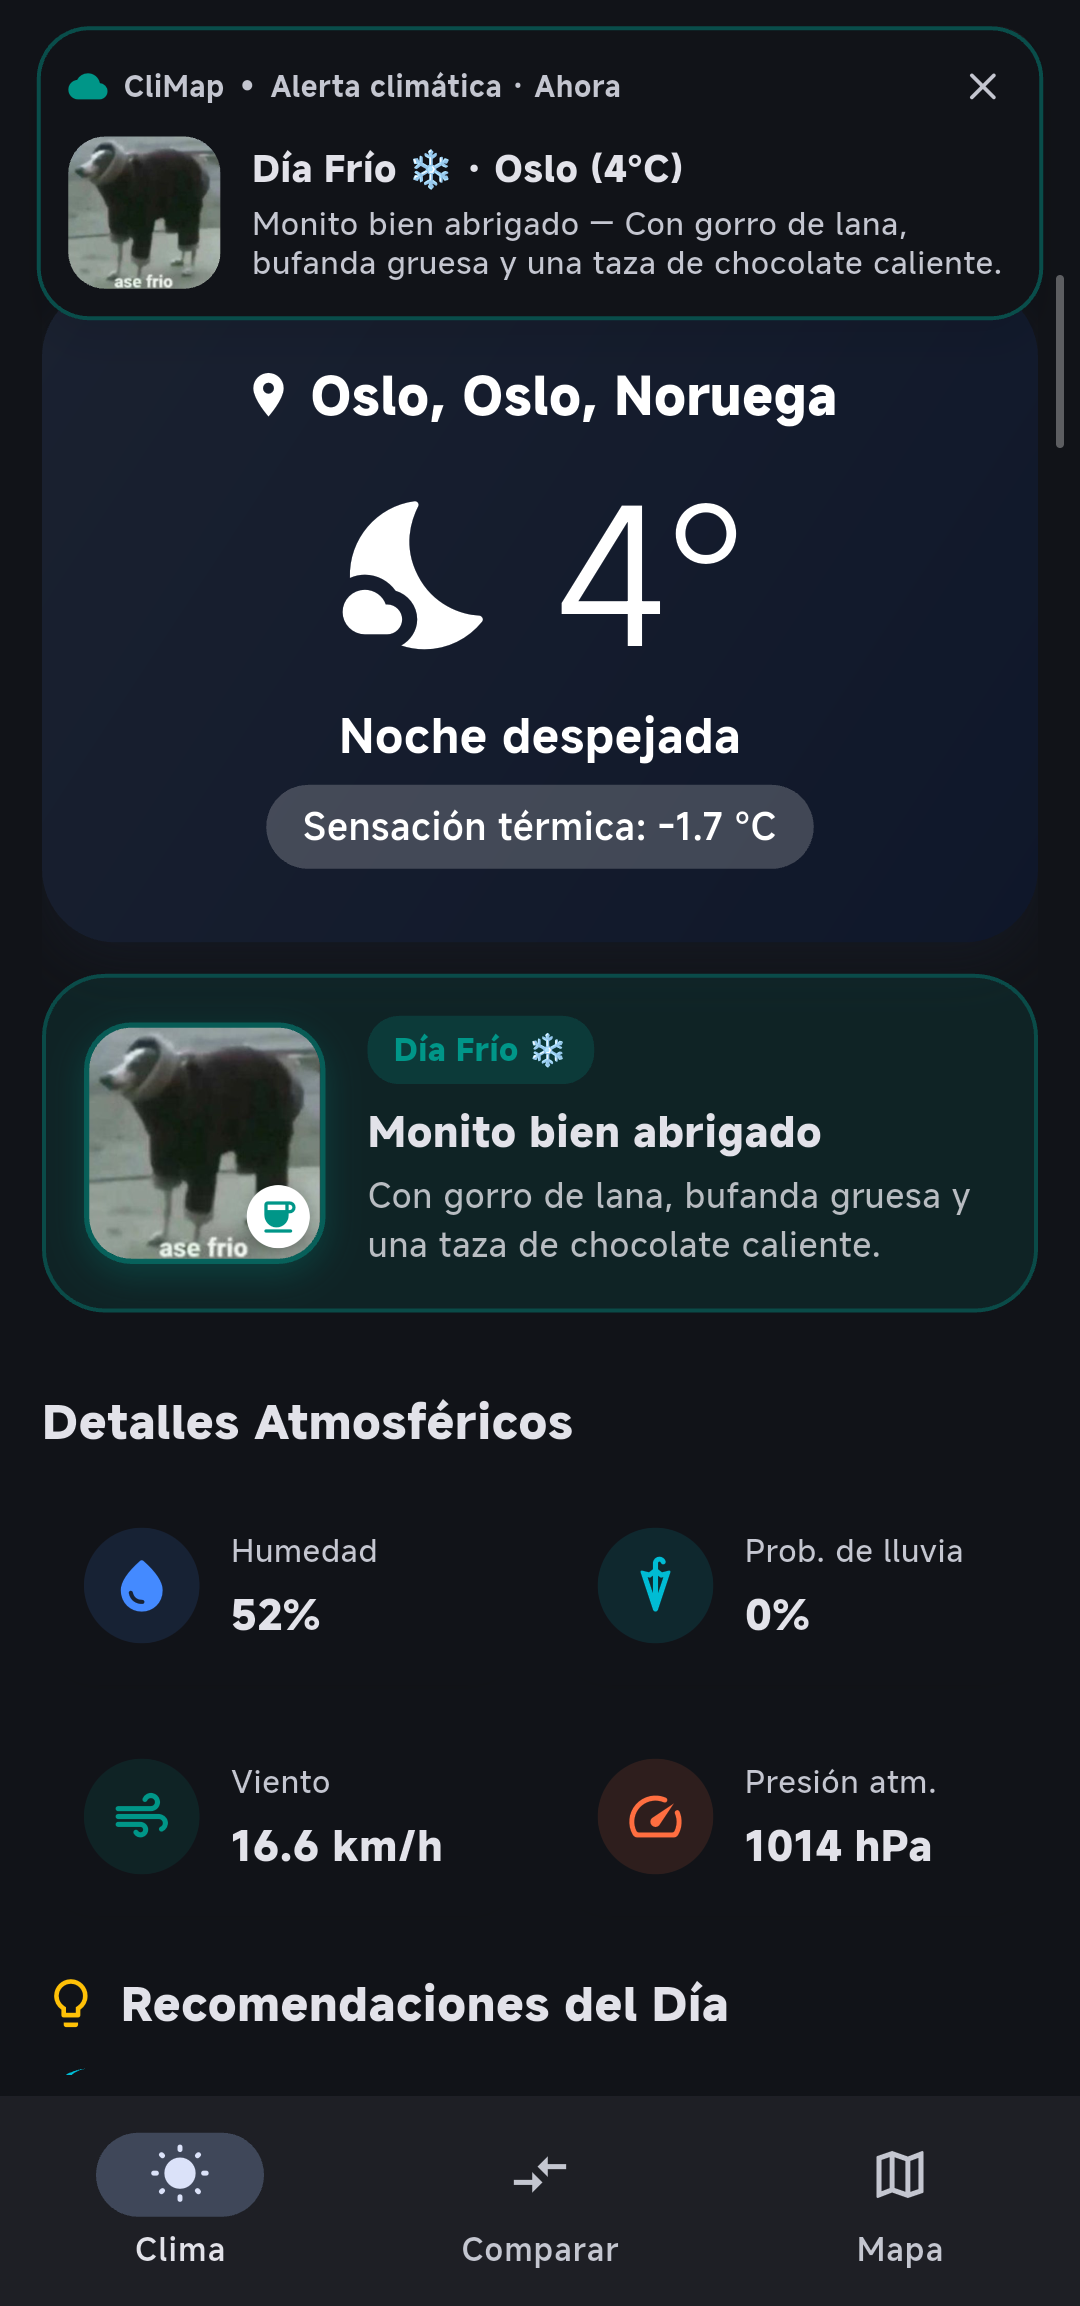 CliMap • Alerta climática · Ahora
Día Frío ❄️ · Oslo (4°C)
Monito bien abrigado — Con gorro de lana,
bufanda gruesa y una taza de chocolate caliente.
ase frio
Oslo, Oslo, Noruega
4°
Noche despejada
Sensación térmica: -1.7 °C
Día Frío ❄️
Monito bien abrigado
Con gorro de lana, bufanda gruesa y
una taza de chocolate caliente.
ase frio
Detalles Atmosféricos
Humedad
52%
Prob. de lluvia
0%
Viento
16.6 km/h
Presión atm.
1014 hPa
Recomendaciones del Día
Clima
Comparar
Mapa